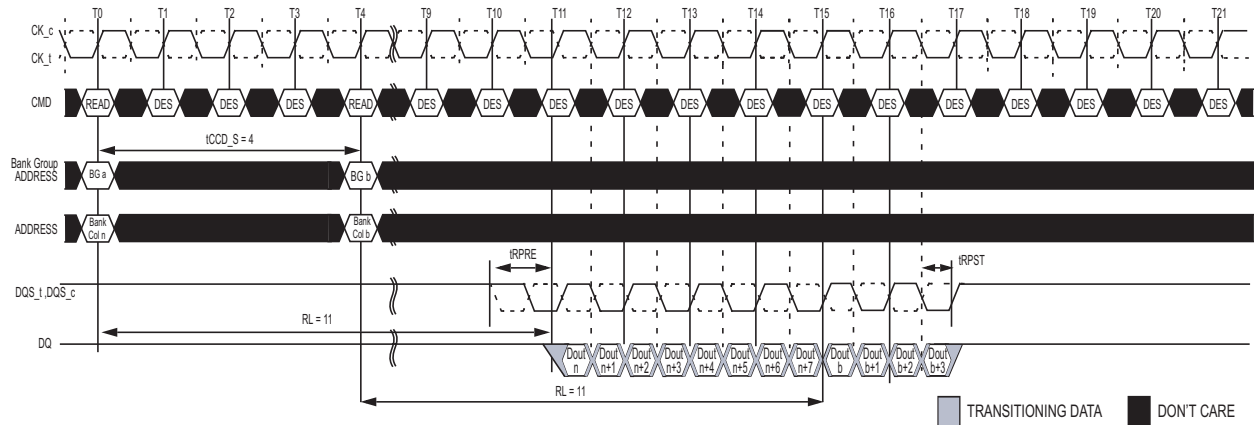 T0 T1 T2 T3 T4 T9 T10 T11 T12 T13 T14 T15 T16 T17 T18 T19 T20 T21
CK_c
CK_t
CMD READ DES DES DES READ DES DES DES DES DES DES DES DES DES DES DES DES DES
tCCD_S = 4
Bank Group
ADDRESS BG a BG b
ADDRESS Bank Col n Bank Col b
tRPRE tRPST
DQS_t ,DQS_c
RL = 11
DQ Dout n Dout n+1 Dout n+2 Dout n+3 Dout n+4 Dout n+5 Dout n+6 Dout n+7 Dout b Dout b+1 Dout b+2 Dout b+3
RL = 11
TRANSITIONING DATA DON'T CARE